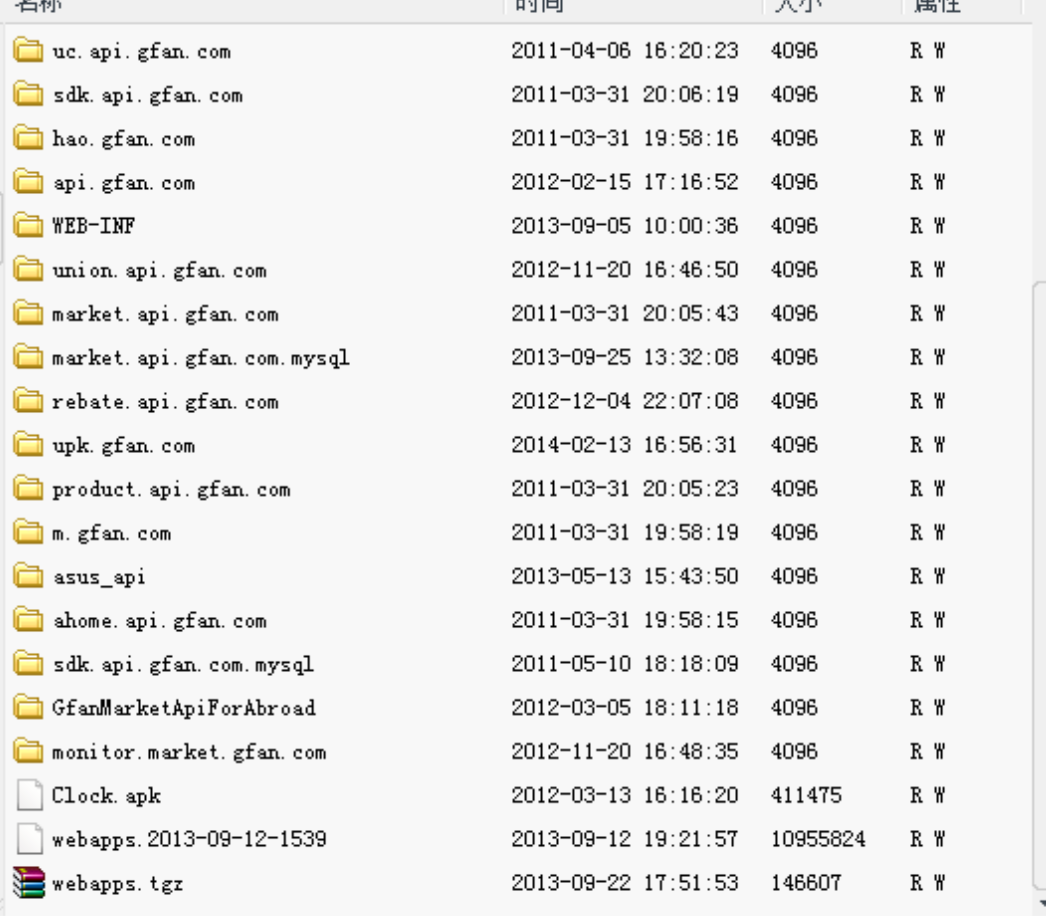 名称 时间 大小 属性
uc.api.gfan.com 2011-04-06 16:20:23 4096 R W
sdk.api.gfan.com 2011-03-31 20:06:19 4096 R W
hao.gfan.com 2011-03-31 19:58:16 4096 R W
api.gfan.com 2012-02-15 17:16:52 4096 R W
WEB-INF 2013-09-05 10:00:36 4096 R W
union.api.gfan.com 2012-11-20 16:46:50 4096 R W
market.api.gfan.com 2011-03-31 20:05:43 4096 R W
market.api.gfan.com.mysql 2013-09-25 13:32:08 4096 R W
rebate.api.gfan.com 2012-12-04 22:07:08 4096 R W
upk.gfan.com 2014-02-13 16:56:31 4096 R W
product.api.gfan.com 2011-03-31 20:05:23 4096 R W
m.gfan.com 2011-03-31 19:58:19 4096 R W
asus_api 2013-05-13 15:43:50 4096 R W
ahome.api.gfan.com 2011-03-31 19:58:15 4096 R W
sdk.api.gfan.com.mysql 2011-05-10 18:18:09 4096 R W
GfanMarketApiForAbroad 2012-03-05 18:11:18 4096 R W
monitor.market.gfan.com 2012-11-20 16:48:35 4096 R W
Clock.apk 2012-03-13 16:16:20 411475 R W
webapps.2013-09-12-1539 2013-09-12 19:21:57 10955824 R W
webapps.tgz 2013-09-22 17:51:53 146607 R W